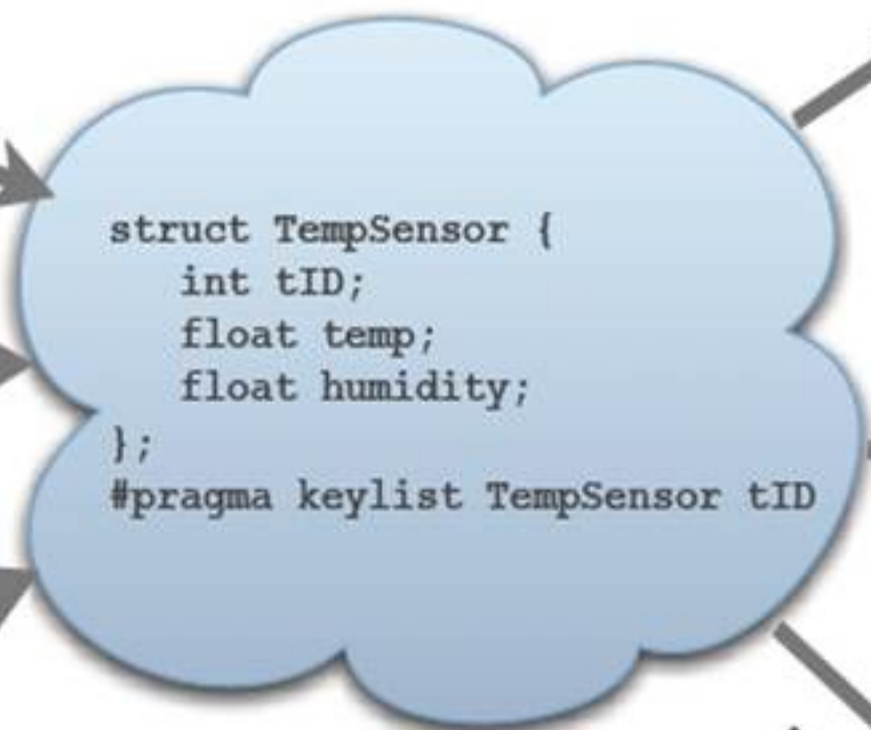 struct TempSensor {
int tID;
float temp;
float humidity;
};
#pragma keylist TempSensor tID